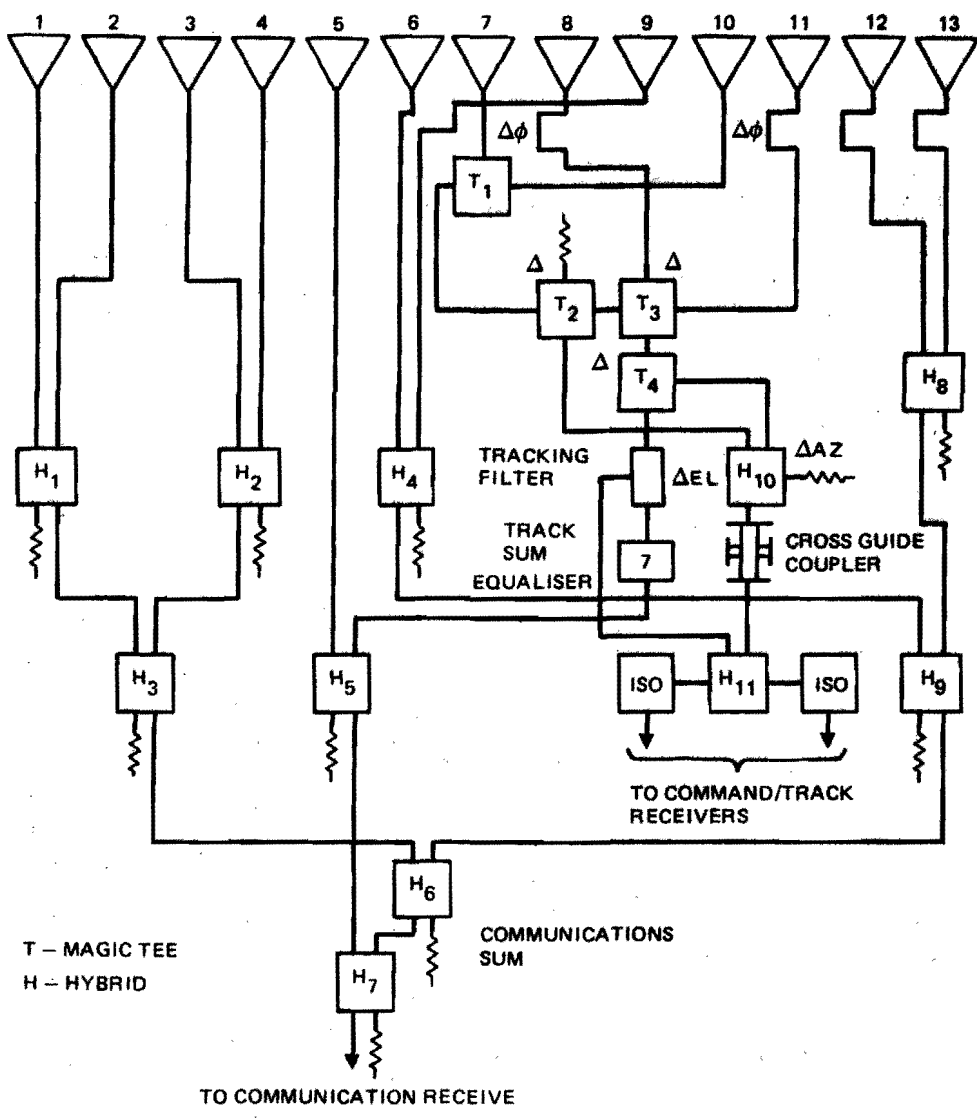 1 2 3 4 5 6 7 8 9 10 11 12 13
Δϕ Δϕ
T1
Δ Δ
T2 T3
Δ T4
H8
H1 H2 H4 TRACKING
FILTER
ΔEL H10 ΔAZ
TRACK
SUM
EQUALISER
7
CROSS GUIDE
COUPLER
H3 H5 ISO H11 ISO H9
TO COMMAND/TRACK
RECEIVERS
H6
T – MAGIC TEE
H – HYBRID
COMMUNICATIONS
SUM
H7
TO COMMUNICATION RECEIVE